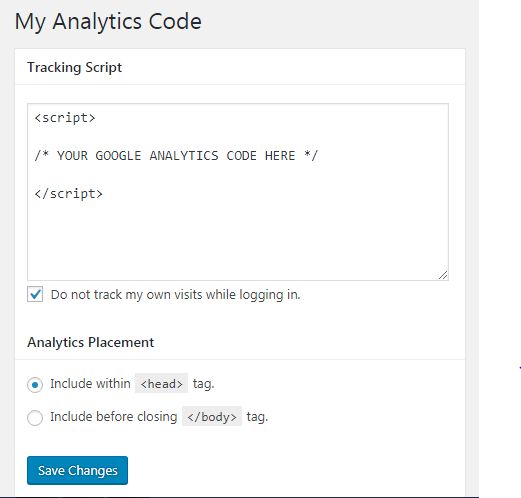 My Analytics Code
Tracking Script
<script>
/* YOUR GOOGLE ANALYTICS CODE HERE */
</script>
Do not track my own visits while logging in.
Analytics Placement
Include within <head> tag.
Include before closing </body> tag.
Save Changes